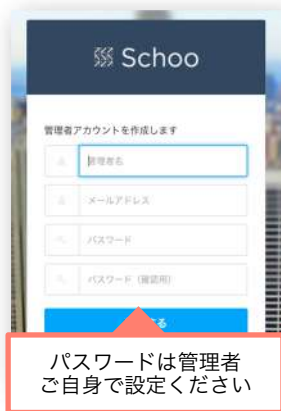 Schoo
管理者アカウントを作成します
管理者名
メールアドレス
パスワード
パスワード（確認用）
る
パスワードは管理者
ご自身で設定ください